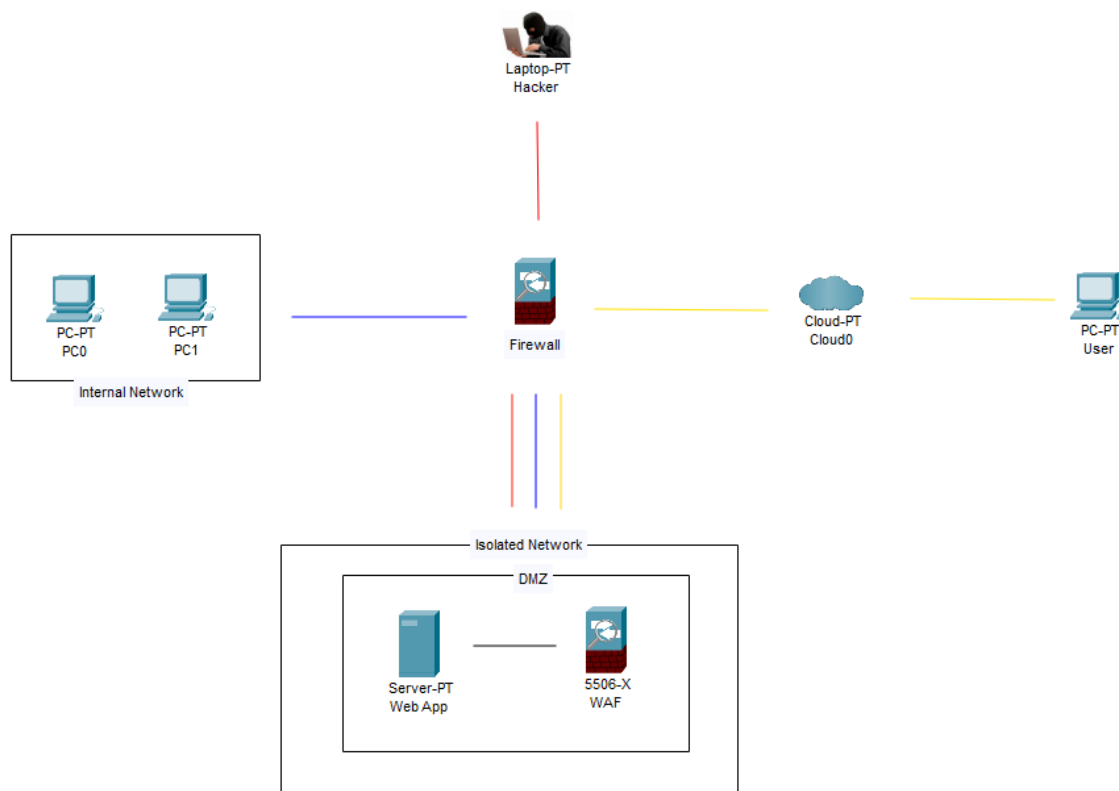 Laptop-PT
Hacker
PC-PT
PC0
PC-PT
PC1
Internal Network
Firewall
Cloud-PT
Cloud0
PC-PT
User
Isolated Network
DMZ
Server-PT
Web App
5506-X
WAF